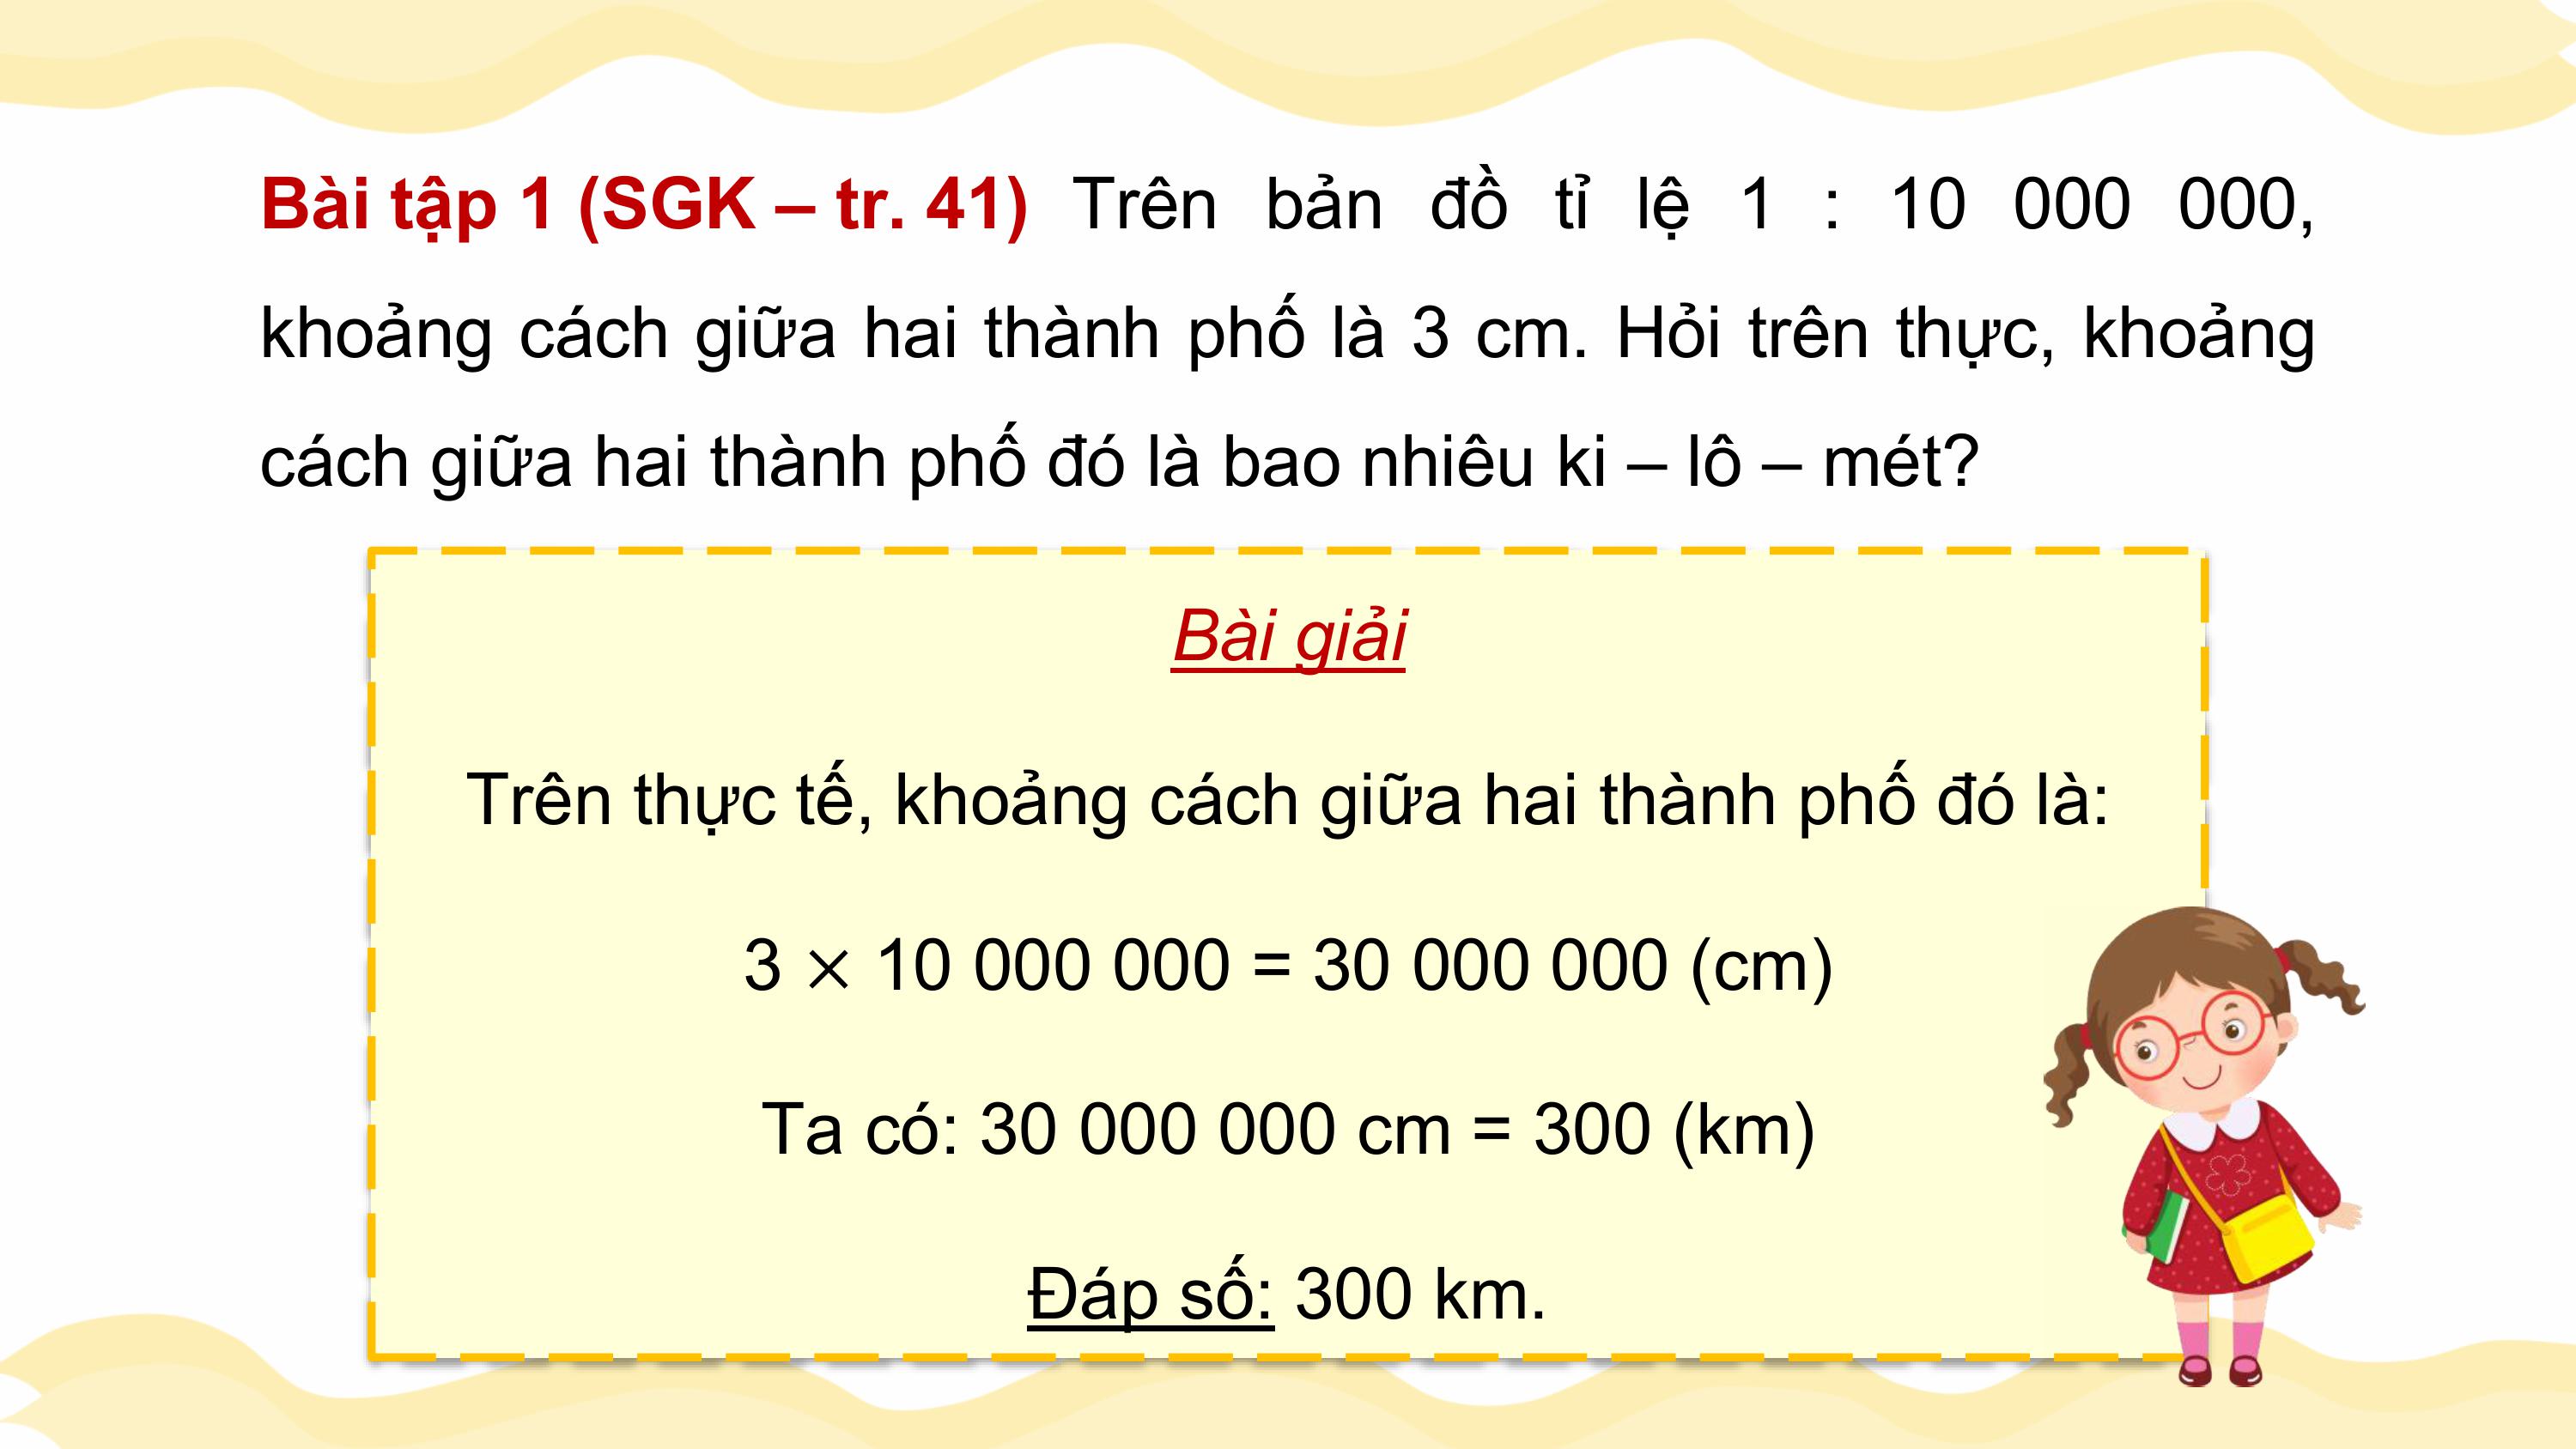 Bài tập 1 (SGK – tr. 41) Trên bản đồ tỉ lệ 1 : 10 000 000,
khoảng cách giữa hai thành phố là 3 cm. Hỏi trên thực, khoảng
cách giữa hai thành phố đó là bao nhiêu ki – lô – mét?
Bài giải
Trên thực tế, khoảng cách giữa hai thành phố đó là:
3 × 10 000 000 = 30 000 000 (cm)
Ta có: 30 000 000 cm = 300 (km)
Đáp số: 300 km.